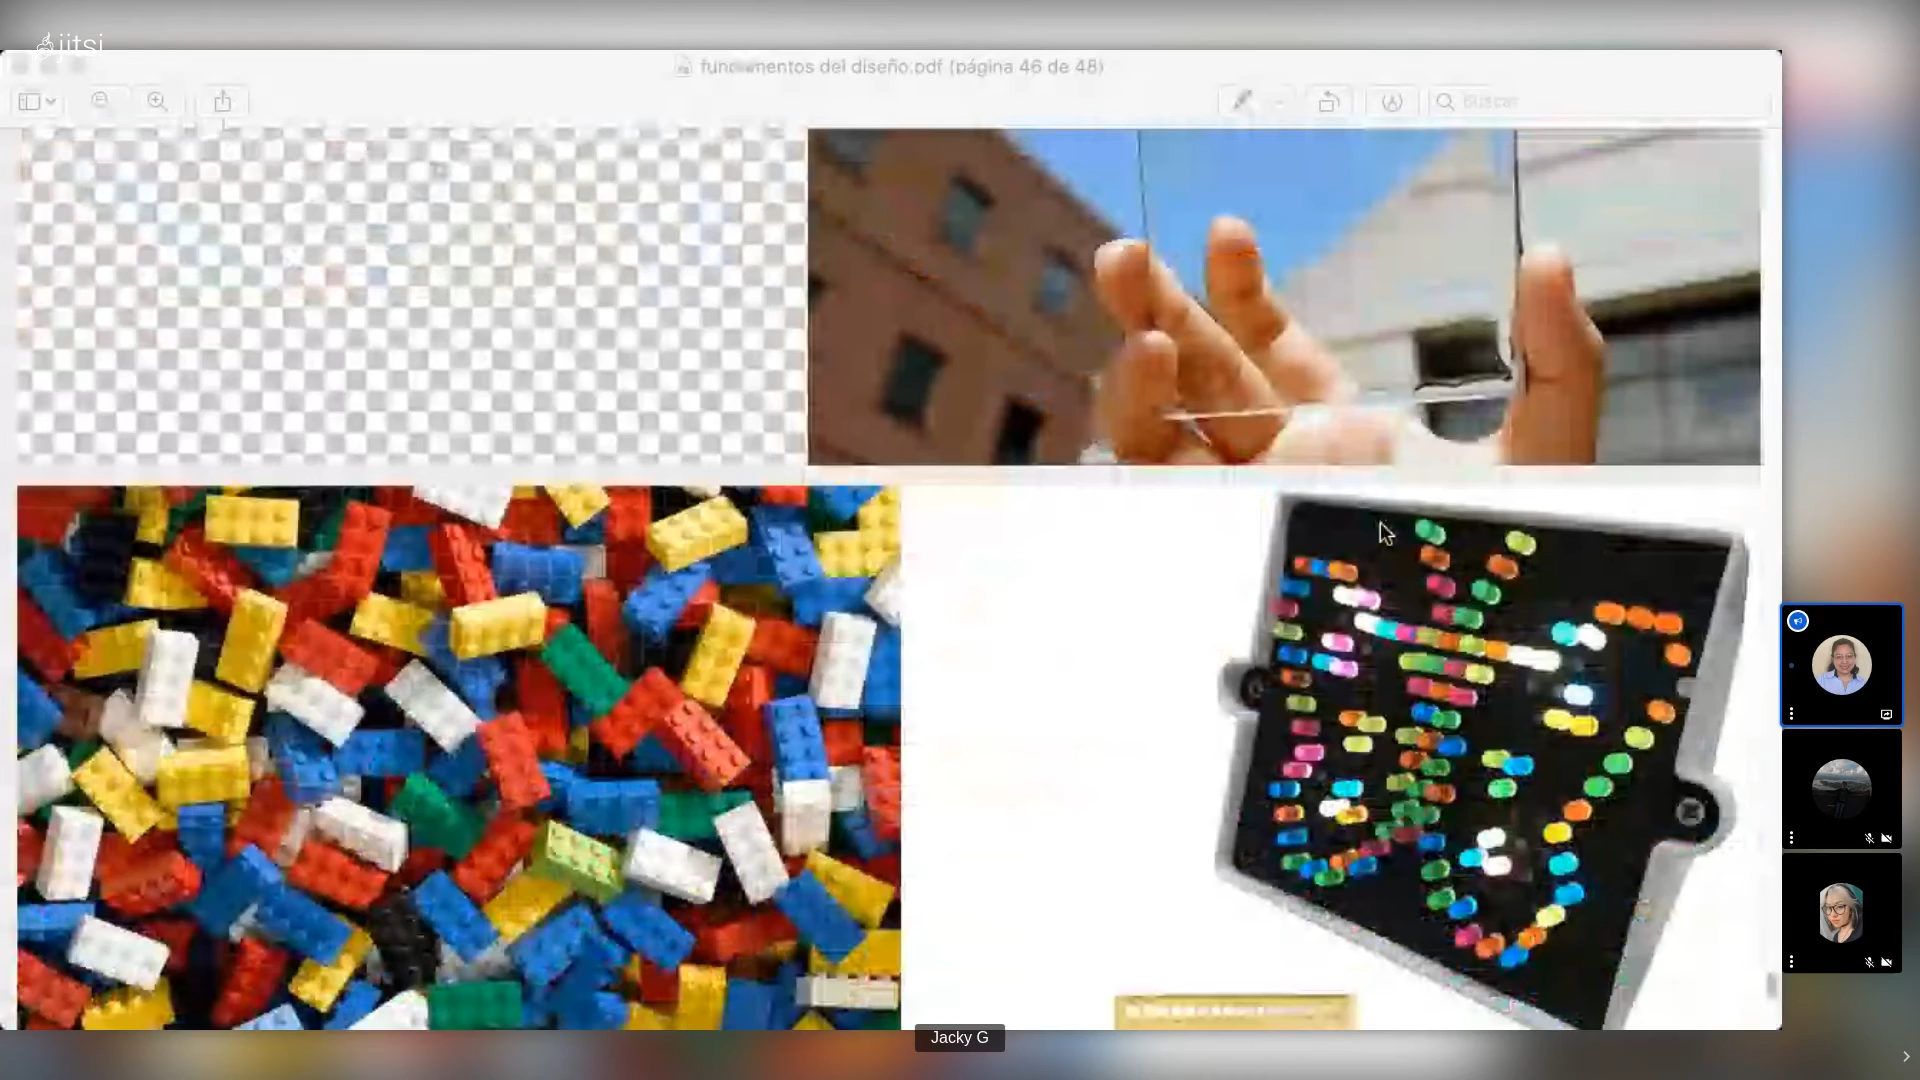 jitsi
fundamentos del diseño.pdf (página 46 de 48)
Buscar
Jacky G